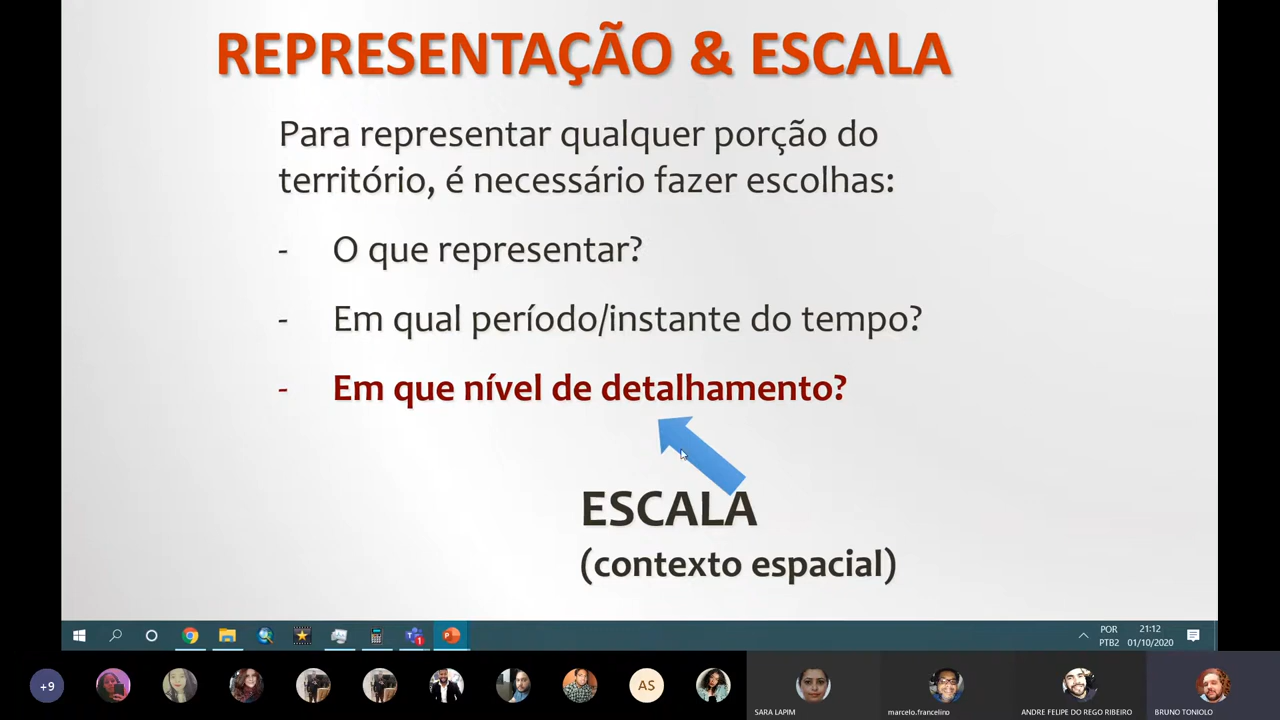 REPRESENTAÇÃO & ESCALA
Para representar qualquer porção do
território, é necessário fazer escolhas:
- O que representar?
- Em qual período/instante do tempo?
- Em que nível de detalhamento?
ESCALA
(contexto espacial)
1
POR
PTB2
21:12
01/10/2020
+9
AS
SARA LAPIM
marcelo.francelino
ANDRE FELIPE DO REGO RIBEIRO
BRUNO TONIOLO